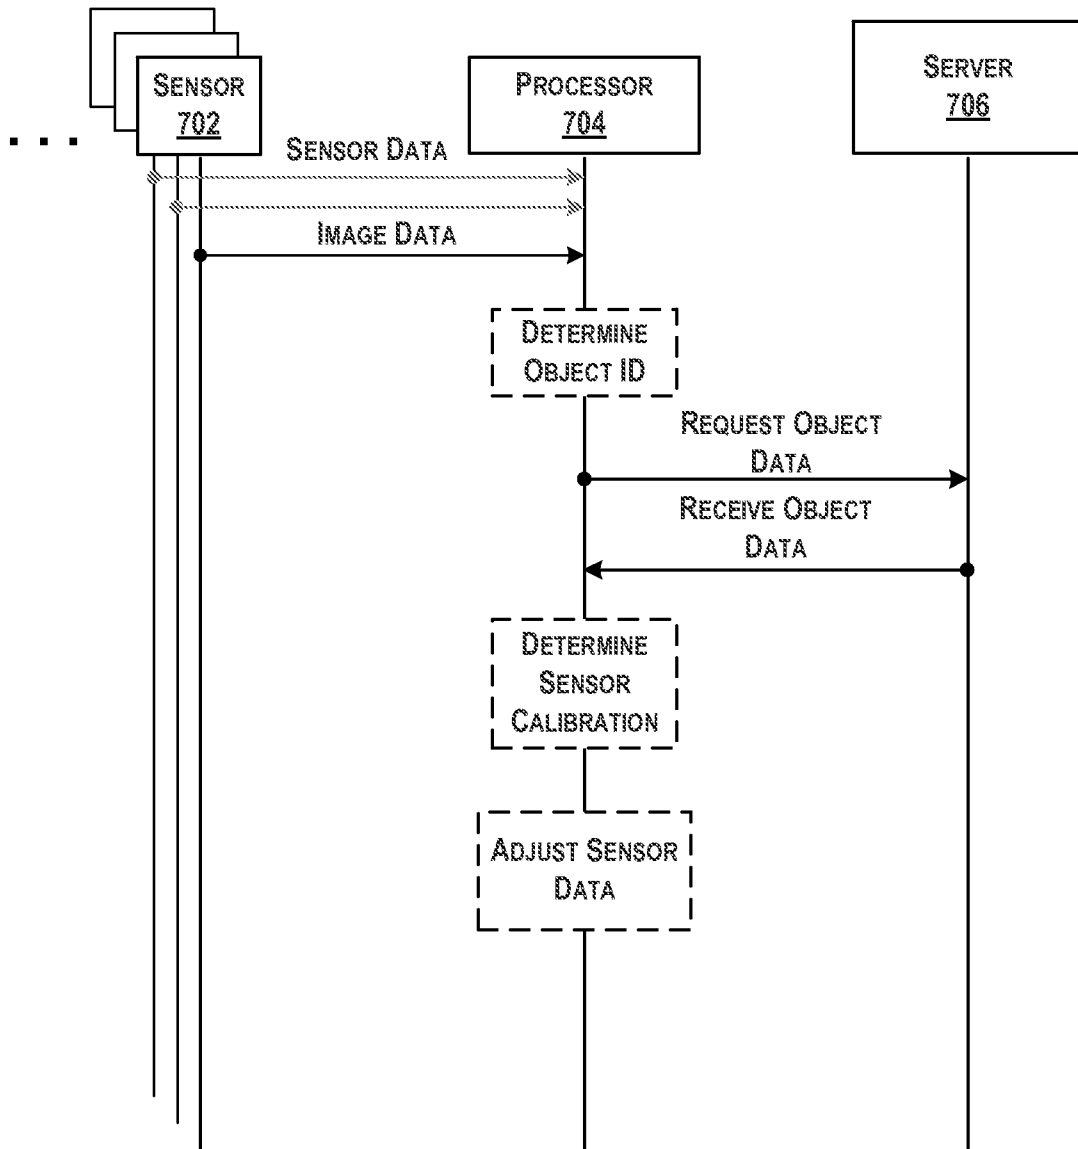 SENSOR
702
PROCESSOR
704
SERVER
706
. . .
SENSOR DATA
IMAGE DATA
DETERMINE
OBJECT ID
REQUEST OBJECT
DATA
RECEIVE OBJECT
DATA
DETERMINE
SENSOR
CALIBRATION
ADJUST SENSOR
DATA